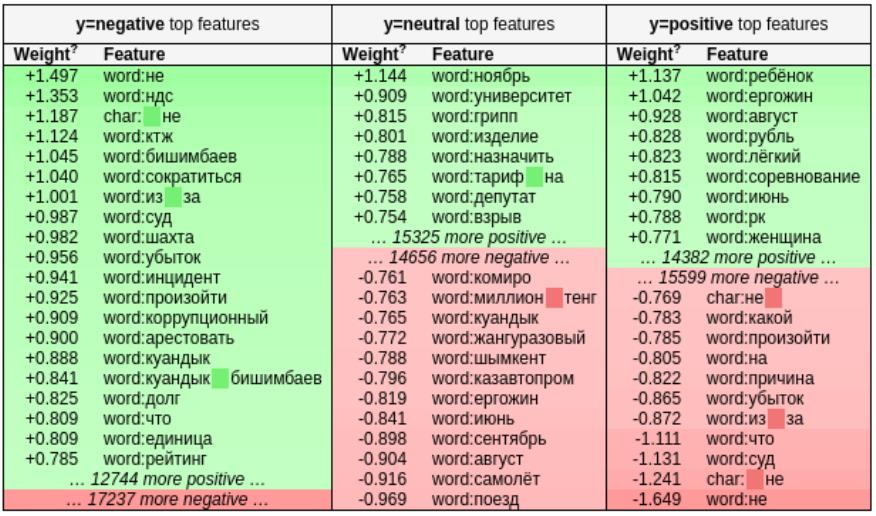 y=negative top features
Weight? Feature
+1.497 word:не
+1.353 word:ндс
+1.187 char: не
+1.124 word:ктж
+1.045 word:бишимбаев
+1.040 word:сократиться
+1.001 word:из за
+0.987 word:суд
+0.982 word:шахта
+0.956 word:убыток
+0.941 word:инцидент
+0.925 word:произойти
+0.909 word:коррупционный
+0.900 word:арестовать
+0.888 word:куандык
+0.841 word:куандык бишимбаев
+0.825 word:долг
+0.809 word:что
+0.809 word:единица
+0.785 word:рейтинг
… 12744 more positive …
… 17237 more negative …
y=neutral top features
Weight? Feature
+1.144 word:ноябрь
+0.909 word:университет
+0.815 word:грипп
+0.801 word:изделие
+0.788 word:назначить
+0.765 word:тариф на
+0.758 word:депутат
+0.754 word:взрыв
… 15325 more positive …
… 14656 more negative …
-0.761 word:комиро
-0.763 word:миллион тенг
-0.765 word:куандык
-0.772 word:жангуразовый
-0.788 word:шымкент
-0.796 word:казавтопром
-0.819 word:ергожин
-0.841 word:июнь
-0.898 word:сентябрь
-0.904 word:август
-0.916 word:самолёт
-0.969 word:поезд
y=positive top features
Weight? Feature
+1.137 word:ребёнок
+1.042 word:ергожин
+0.928 word:август
+0.828 word:рубль
+0.823 word:лёгкий
+0.815 word:соревнование
+0.790 word:июнь
+0.788 word:рк
+0.771 word:женщина
… 14382 more positive …
… 15599 more negative …
-0.769 char:не
-0.783 word:какой
-0.785 word:произойти
-0.805 word:на
-0.822 word:причина
-0.865 word:убыток
-0.872 word:из за
-1.111 word:что
-1.131 word:суд
-1.241 char: не
-1.649 word:не